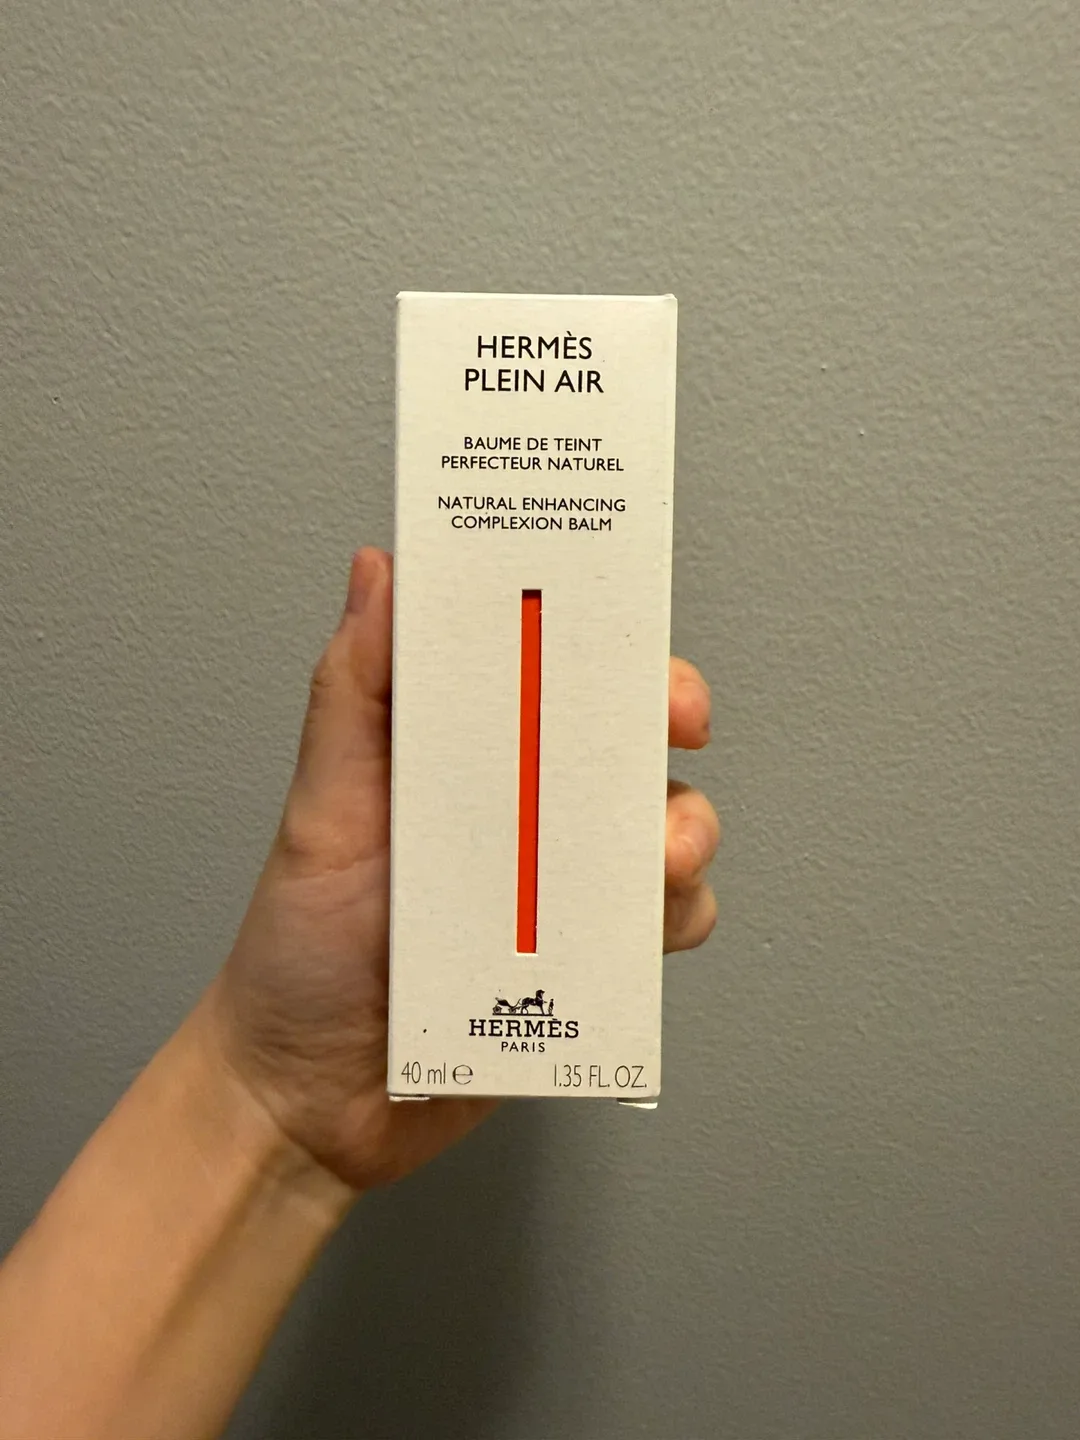 HERMÈS
PLEIN AIR
BAUME DE TEINT
PERFECTEUR NATUREL
NATURAL ENHANCING
COMPLEXION BALM
HERMÈS
PARIS
40 ml ℮ 1.35 FL. OZ.